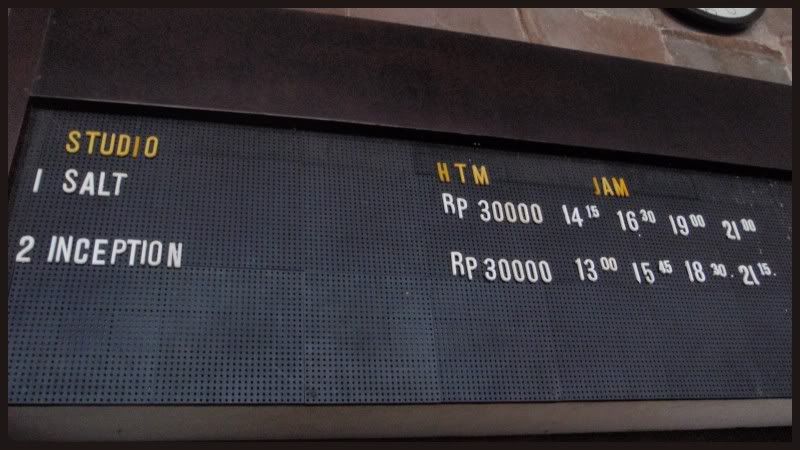 STUDIO HTM JAM
1 SALT Rp 30000 14 15 16 30 19 00 21 00
2 INCEPTION Rp 30000 13 00 15 45 18 30. 21 15.